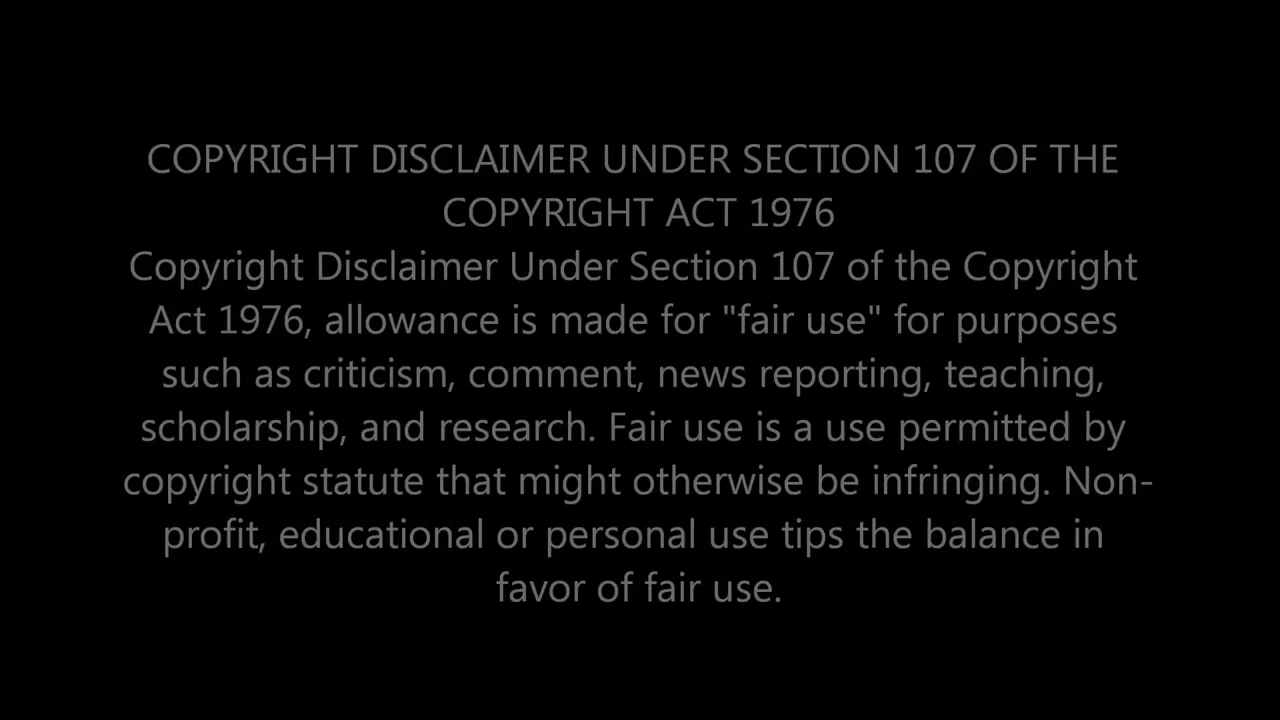 COPYRIGHT DISCLAIMER UNDER SECTION 107 OF THE
COPYRIGHT ACT 1976
Copyright Disclaimer Under Section 107 of the Copyright
Act 1976, allowance is made for "fair use" for purposes
such as criticism, comment, news reporting, teaching,
scholarship, and research. Fair use is a use permitted by
copyright statute that might otherwise be infringing. Non-
profit, educational or personal use tips the balance in
favor of fair use.